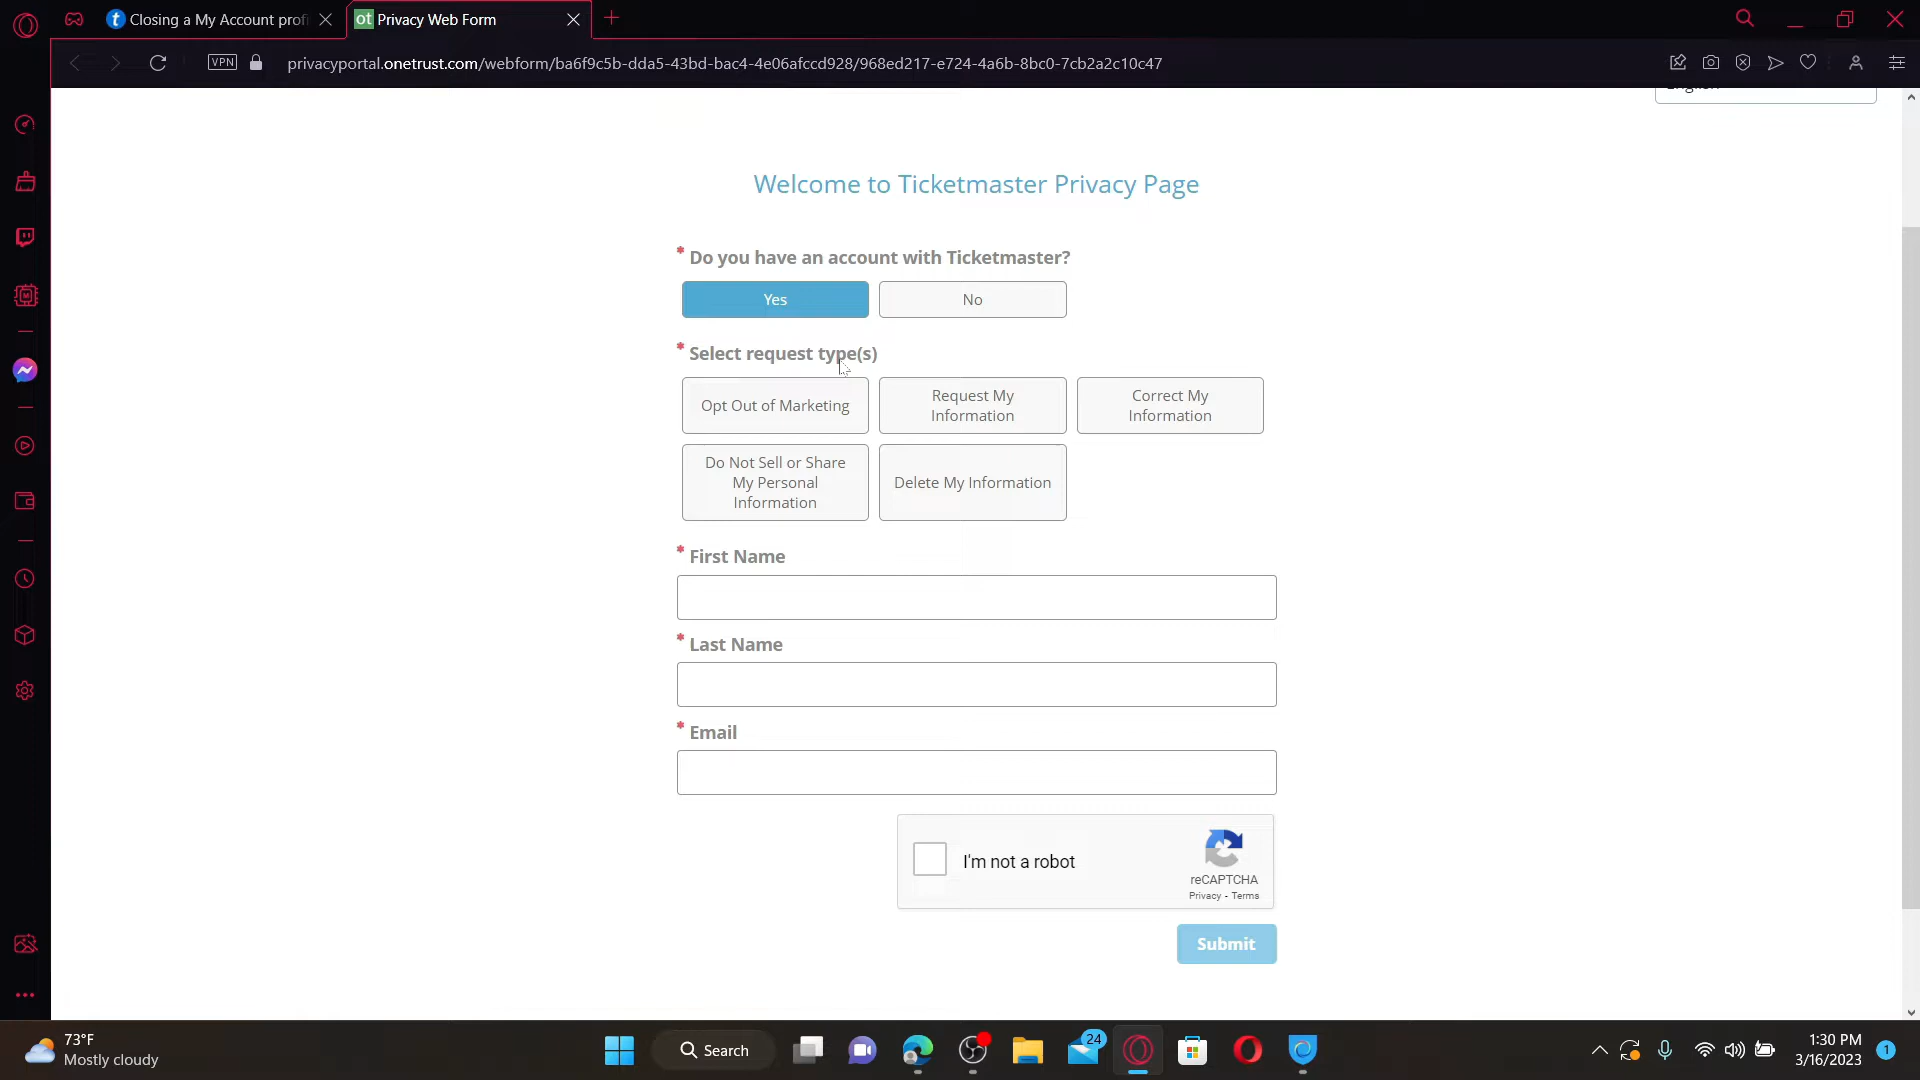 Closing a My Account profi
ot Privacy Web Form
VPN
privacyportal.onetrust.com/webform/ba6f9c5b-dda5-43bd-bac4-4e06afccd928/968ed217-e724-4a6b-8bc0-7cb2a2c10c47
English
Welcome to Ticketmaster Privacy Page
* Do you have an account with Ticketmaster?
Yes
No
* Select request type(s)
Opt Out of Marketing
Request My
Information
Correct My
Information
Do Not Sell or Share
My Personal
Information
Delete My Information
* First Name
* Last Name
* Email
I'm not a robot
reCAPTCHA
Privacy - Terms
Submit
73°F
Mostly cloudy
Search
24
1:30 PM
3/16/2023
1